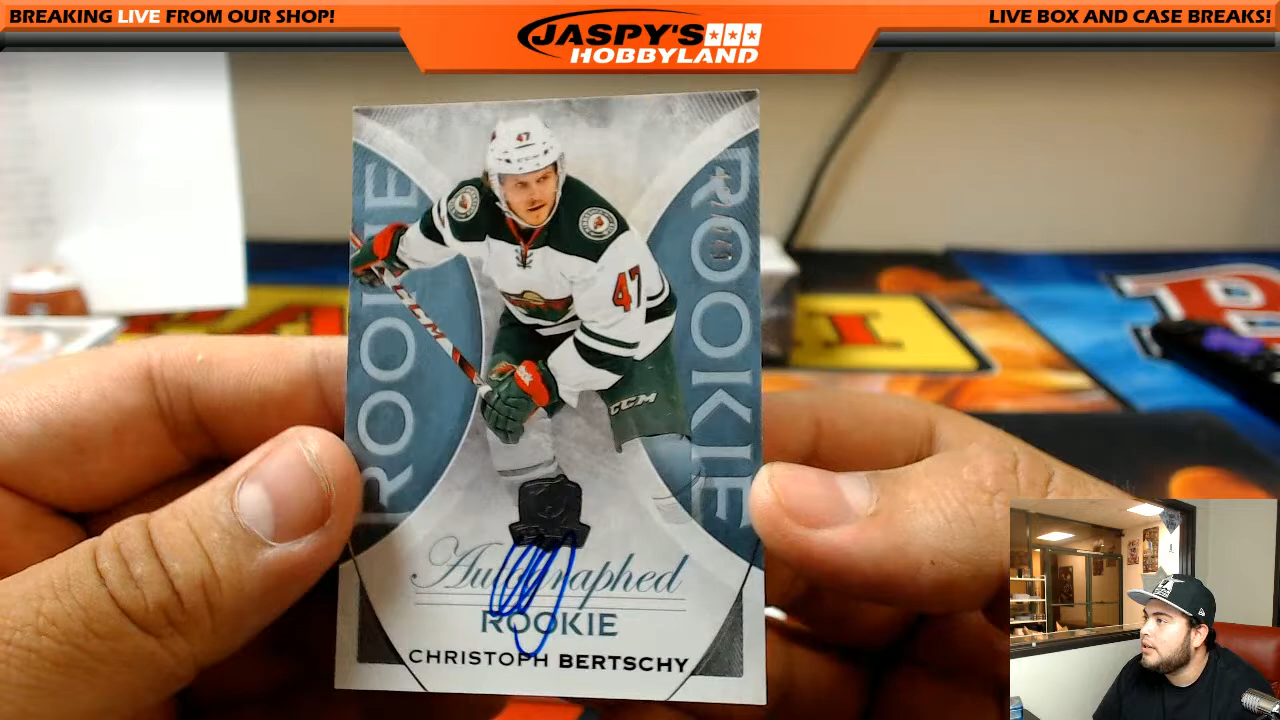 BREAKING LIVE FROM OUR SHOP!
JASPY'S
HOBBYLAND
LIVE BOX AND CASE BREAKS!
47
ROOKIE
ROOKIE
47
CCM
CCM
Autographed
ROOKIE
CHRISTOPH BERTSCHY